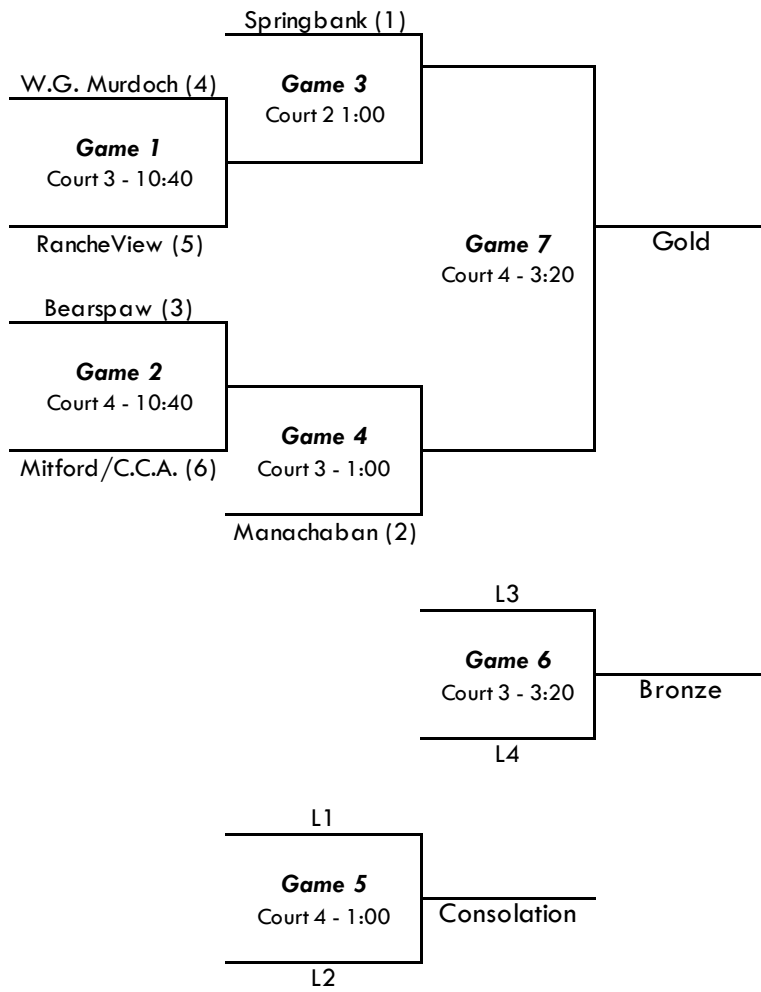 Springbank (1)
Game 3
Court 2 1:00
W.G. Murdoch (4)
Game 1
Court 3 - 10:40
RancheView (5)
Game 7
Court 4 - 3:20
Gold
Bearspaw (3)
Game 2
Court 4 - 10:40
Mitford/C.C.A. (6)
Game 4
Court 3 - 1:00
Manachaban (2)
L3
Game 6
Court 3 - 3:20
Bronze
L4
L1
Game 5
Court 4 - 1:00
Consolation
L2